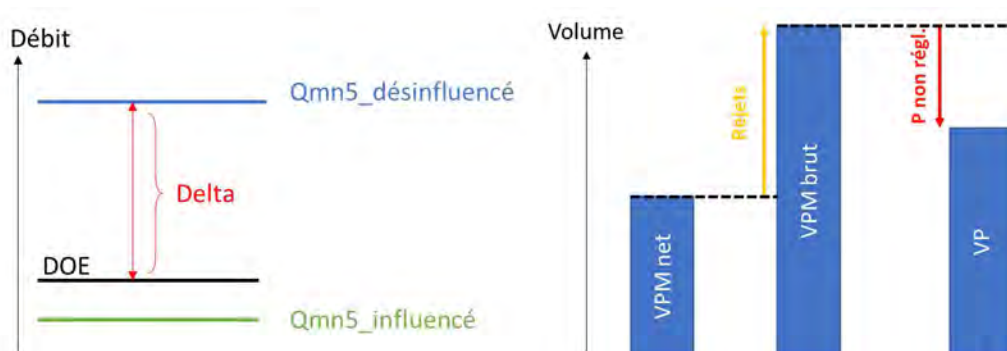 Débit
Qmn5_désinfluencé
Delta
DOE
Qmn5_influencé
Volume
Rejets
P non régl.
VPM net
VPM brut
VP